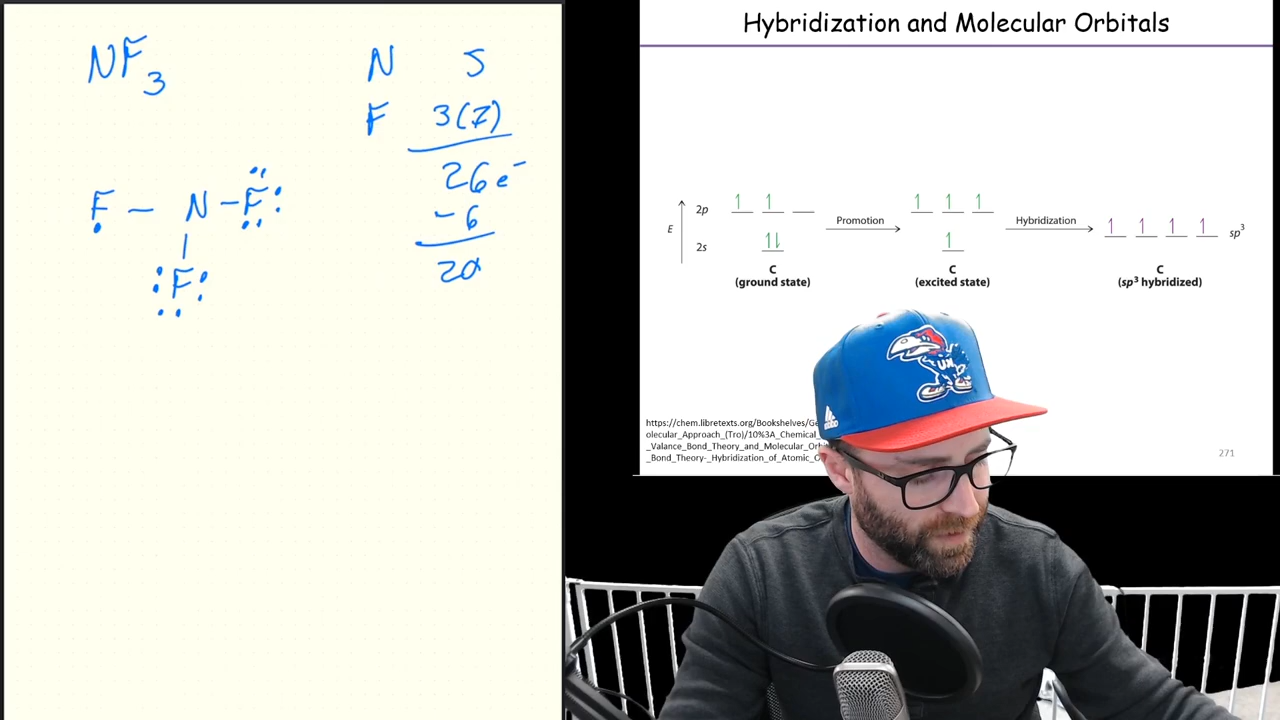 NF3
N 5
F 3(7)
26e-
-6
20
F - N - F
F
Hybridization and Molecular Orbitals
E
2p
2s
Promotion
Hybridization
sp3
C
(ground state)
C
(excited state)
C
(sp3 hybridized)
https://chem.libretexts.org/Bookshelves/Ge
olecular_Approach_(Tro)/10%3A_Chemical_
_Valance_Bond_Theory_and_Molecular_Orbi
_Bond_Theory-_Hybridization_of_Atomic_O
271